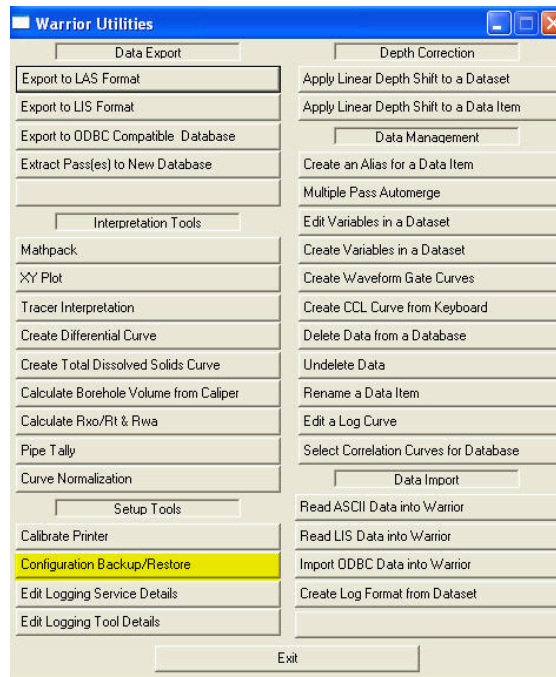 Warrior Utilities
Data Export
Export to LAS Format
Export to LIS Format
Export to ODBC Compatible Database
Extract Pass(es) to New Database
Interpretation Tools
Mathpack
XY Plot
Tracer Interpretation
Create Differential Curve
Create Total Dissolved Solids Curve
Calculate Borehole Volume from Caliper
Calculate Rxo/Rt & Rwa
Pipe Tally
Curve Normalization
Setup Tools
Calibrate Printer
Configuration Backup/Restore
Edit Logging Service Details
Edit Logging Tool Details
Depth Correction
Apply Linear Depth Shift to a Dataset
Apply Linear Depth Shift to a Data Item
Data Management
Create an Alias for a Data Item
Multiple Pass Automerge
Edit Variables in a Dataset
Create Variables in a Dataset
Create Waveform Gate Curves
Create CCL Curve from Keyboard
Delete Data from a Database
Undelete Data
Rename a Data Item
Edit a Log Curve
Select Correlation Curves for Database
Data Import
Read ASCII Data into Warrior
Read LIS Data into Warrior
Import ODBC Data into Warrior
Create Log Format from Dataset
Exit